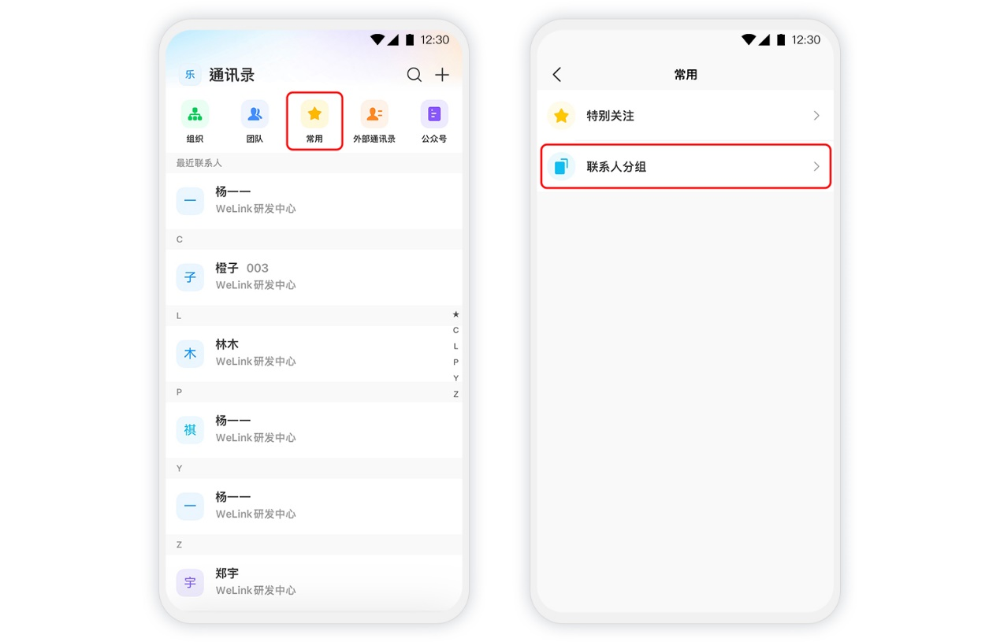 12:30
乐 通讯录
组织 团队 常用 外部通讯录 公众号
最近联系人
一 杨一一
WeLink研发中心
C
子 橙子 003
WeLink研发中心
L
木 林木
WeLink研发中心
P
祺 杨一一
WeLink研发中心
Y
一 杨一一
WeLink研发中心
Z
宇 郑宇
WeLink研发中心
★
C
L
P
Y
Z
12:30
常用
特别关注
联系人分组